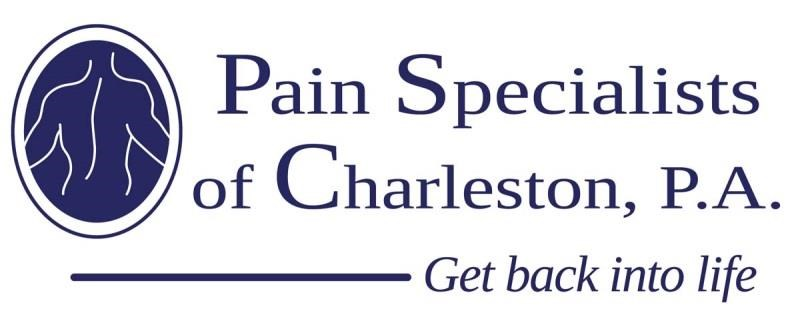 Pain Specialists
of Charleston, P.A.
Get back into life